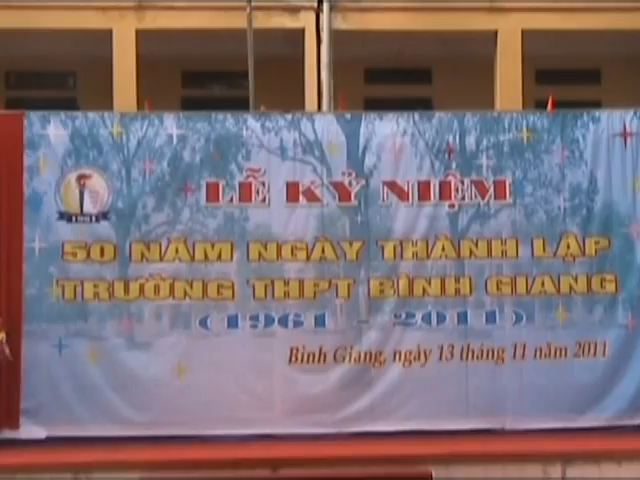 1961
LỄ KỶ NIỆM
50 NĂM NGÀY THÀNH LẬP
TRƯỜNG THPT BÌNH GIANG
(1961 - 2011)
Bình Giang, ngày 13 tháng 11 năm 2011